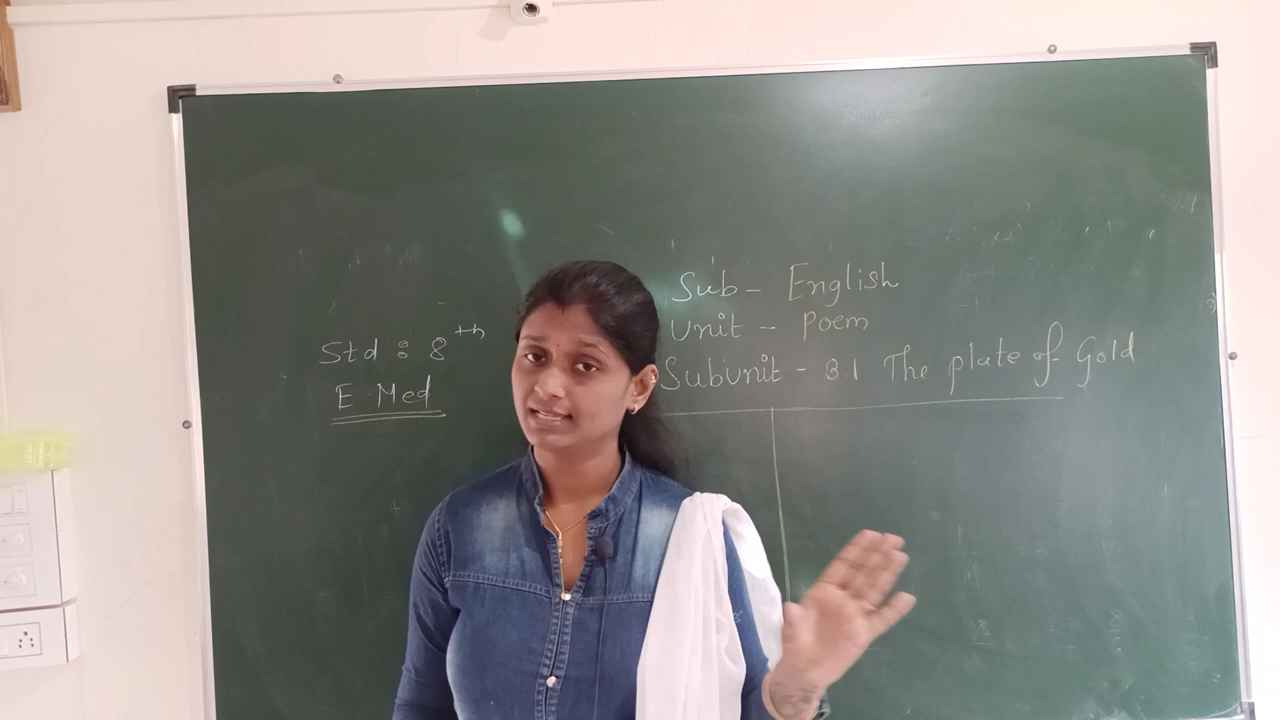 Std : 8th
E. Med
Sub - English
Unit - Poem
Subunit - 3.1 The plate of Gold